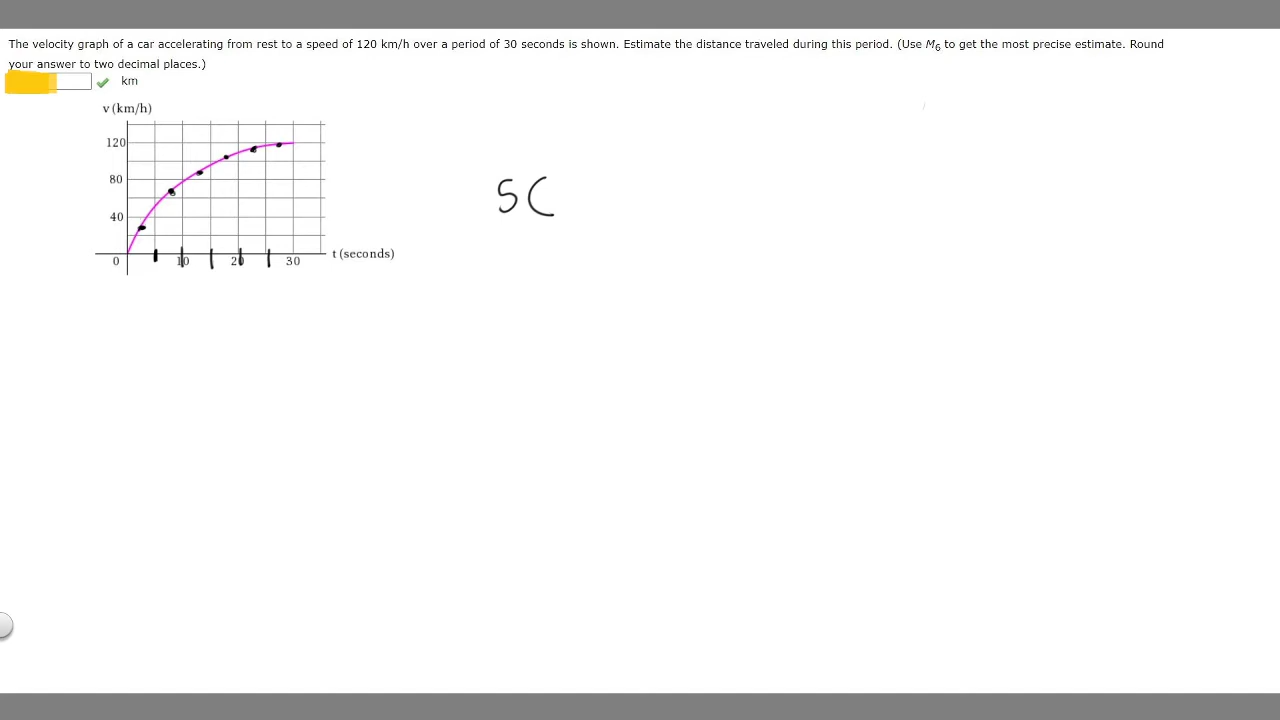 The velocity graph of a car accelerating from rest to a speed of 120 km/h over a period of 30 seconds is shown. Estimate the distance traveled during this period. (Use M6 to get the most precise estimate. Round
your answer to two decimal places.)
km
v (km/h)
120
80
40
0 10 20 30 t (seconds)
5(